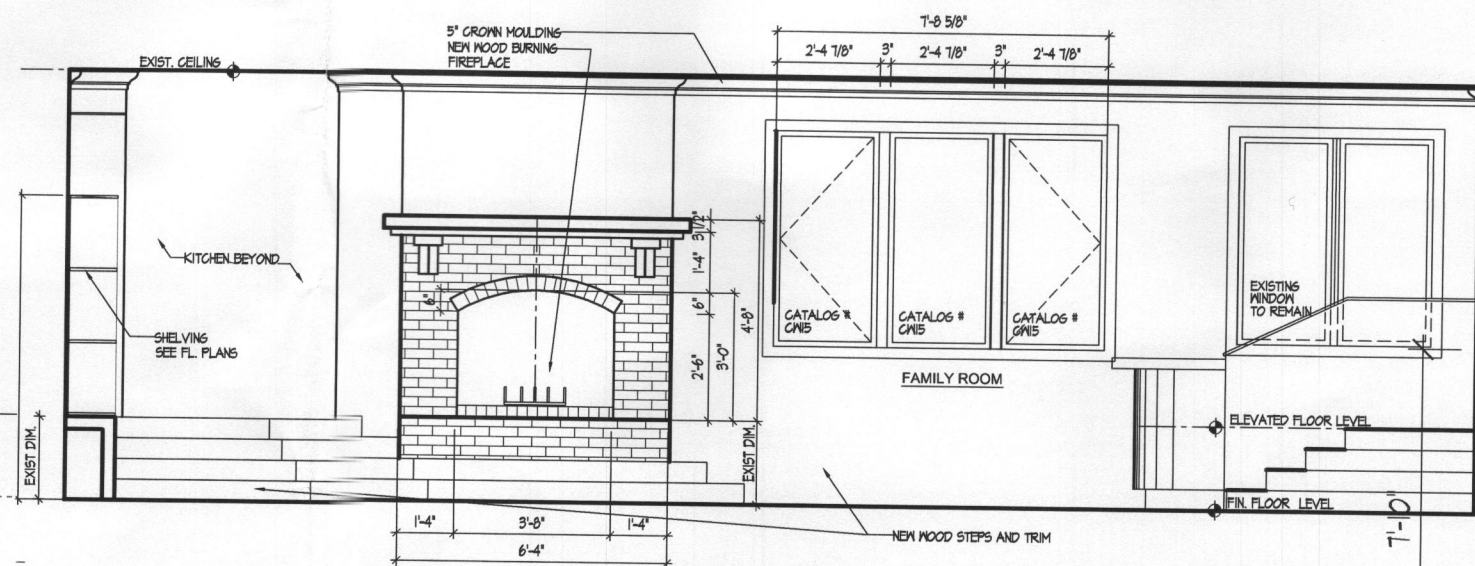 7'-8 5/8"
5" CROWN MOULDING
NEW WOOD BURNING
FIREPLACE
2'-4 7/8"
3"
2'-4 7/8"
3"
2'-4 7/8"
EXIST. CEILING
3 1/2"
1'-4"
6"
6"
4'-8"
2'-6"
3'-0"
KITCHEN BEYOND
SHELVING
SEE FL. PLANS
CATALOG #
CW15
CATALOG #
CW15
CATALOG #
CW15
EXISTING
WINDOW
TO REMAIN
FAMILY ROOM
EXIST DIM.
EXIST DIM.
ELEVATED FLOOR LEVEL
FIN. FLOOR LEVEL
7'-10"
1'-4"
3'-8"
1'-4"
6'-4"
NEW WOOD STEPS AND TRIM